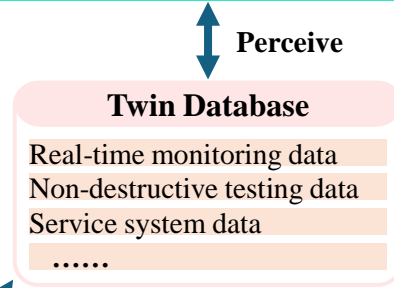 Perceive
Twin Database
Real-time monitoring data
Non-destructive testing data
Service system data
......